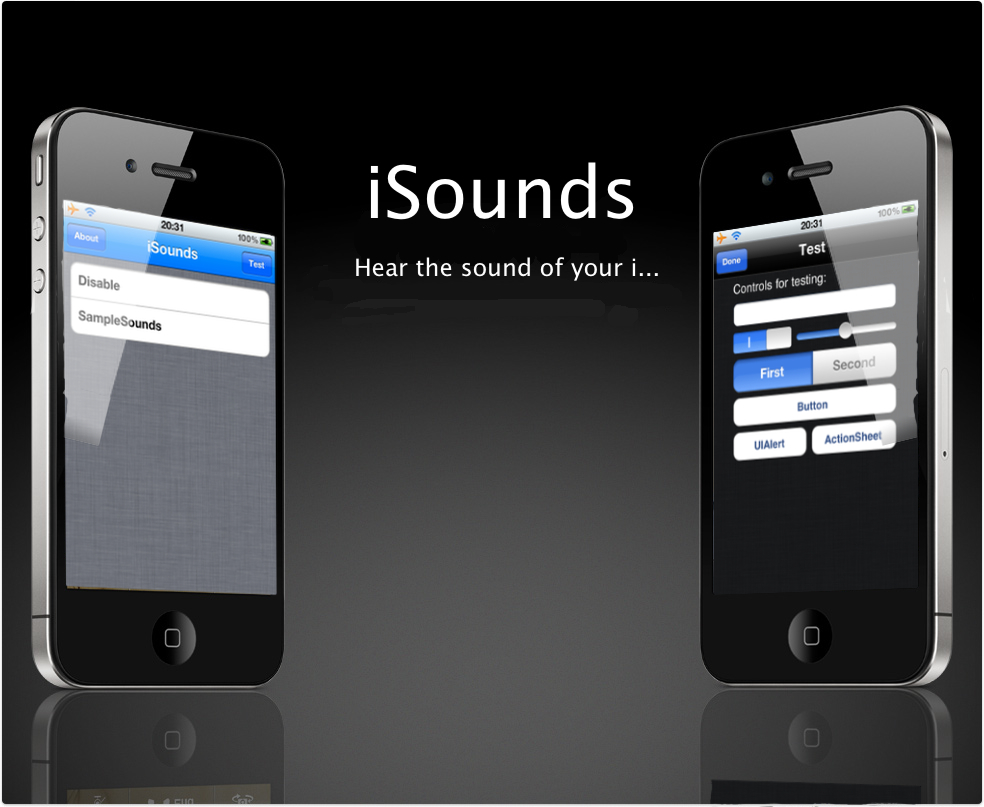 iSounds
Hear the sound of your i...
20:31
100%
About
iSounds
Test
Disable
SampleSounds
20:31
100%
Done
Test
Controls for testing:
First
Second
Button
UIAlert
ActionSheet